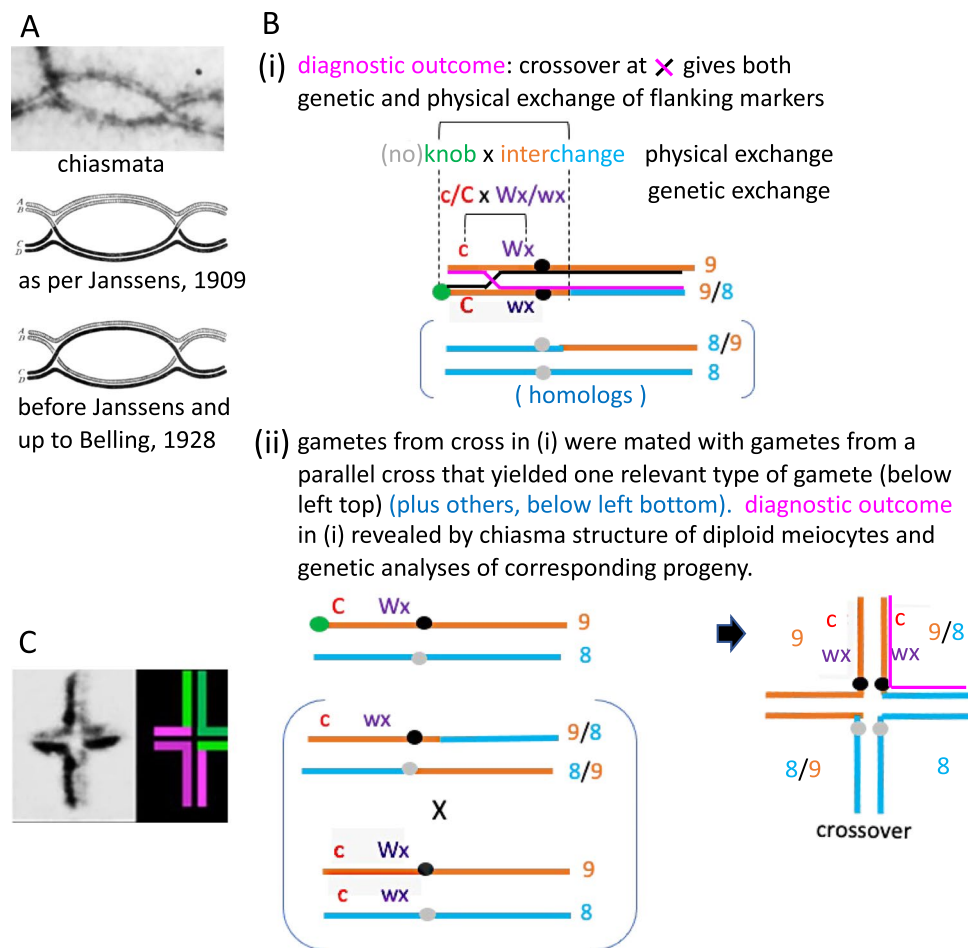 A
chiasmata
A
B
C
D
as per Janssens, 1909
A
B
C
D
before Janssens and
up to Belling, 1928
B
(i) diagnostic outcome: crossover at gives both
genetic and physical exchange of flanking markers
(no)knob x interchange physical exchange
genetic exchange
c/C x Wx/wx
c Wx
9
9/8
C wx
8/9
8
( homologs )
(ii) gametes from cross in (i) were mated with gametes from a
parallel cross that yielded one relevant type of gamete (below
left top) (plus others, below left bottom). diagnostic outcome
in (i) revealed by chiasma structure of diploid meiocytes and
genetic analyses of corresponding progeny.
C Wx
9
8
c wx
9/8
8/9
X
c Wx
9
c wx
8
9 c c 9/8
wx wx
8/9 8
crossover
C